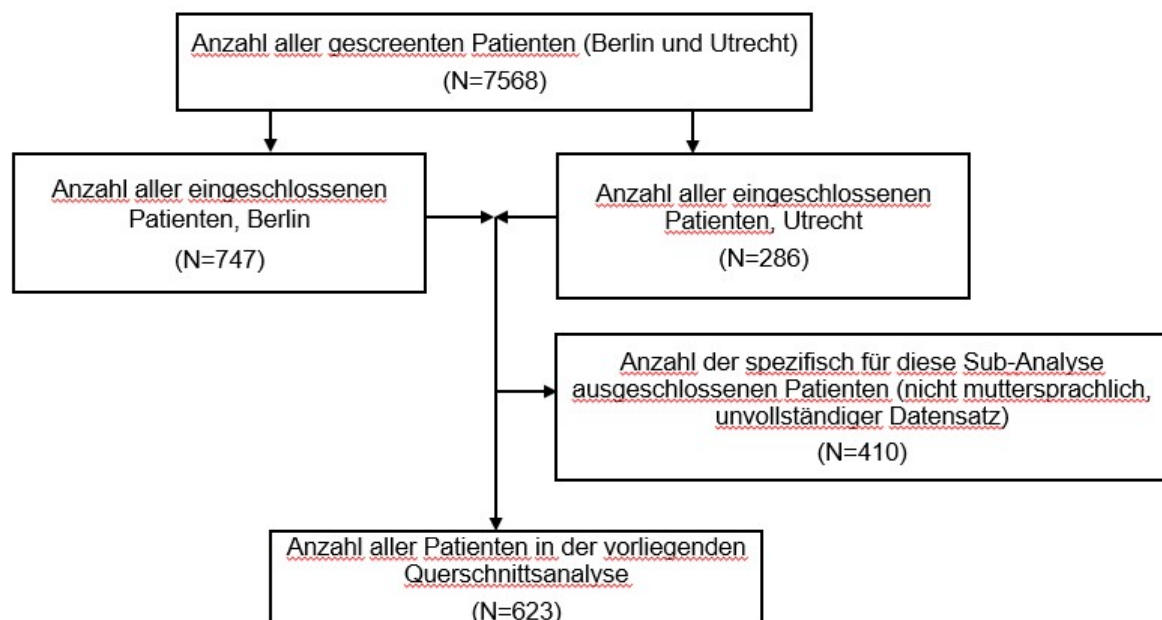 Anzahl aller gescreenten Patienten (Berlin und Utrecht)
(N=7568)
Anzahl aller eingeschlossenen
Patienten, Berlin
(N=747)
Anzahl aller eingeschlossenen
Patienten, Utrecht
(N=286)
Anzahl der spezifisch für diese Sub-Analyse
ausgeschlossenen Patienten (nicht muttersprachlich,
unvollständiger Datensatz)
(N=410)
Anzahl aller Patienten in der vorliegenden
Querschnittsanalyse
(N=623)